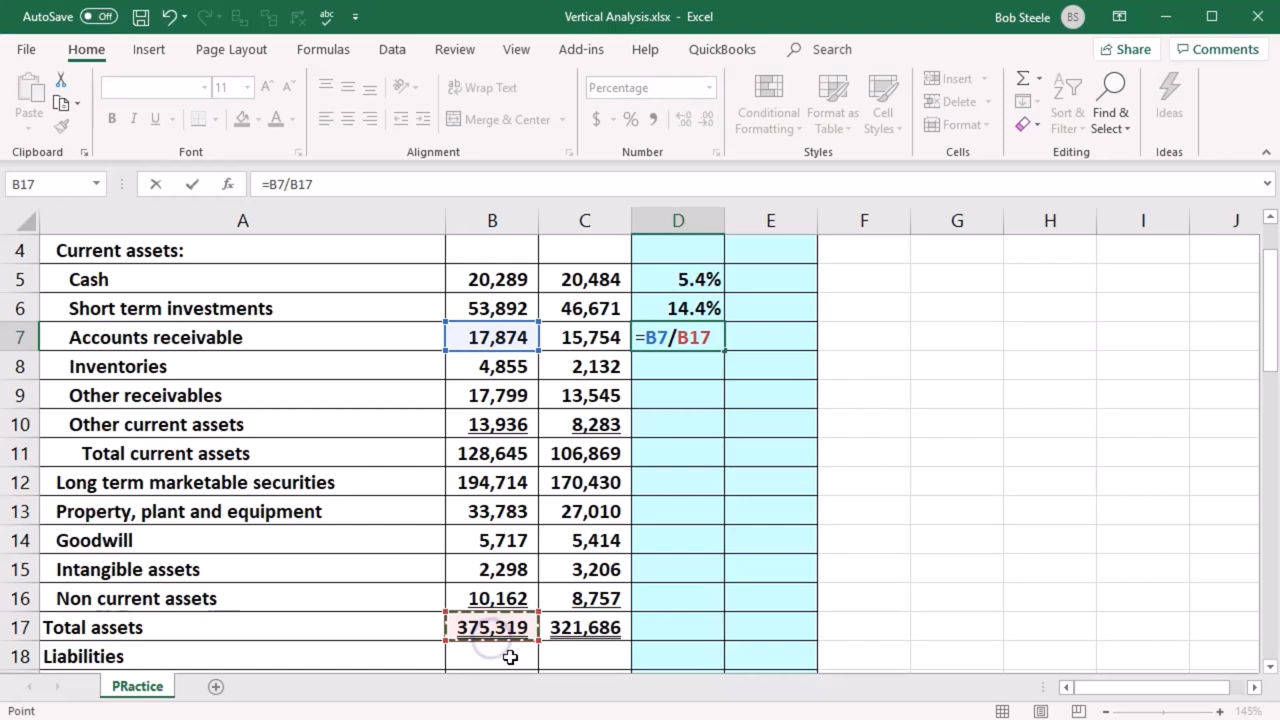 AutoSave Off abc Vertical Analysis.xlsx - Excel Bob Steele BS
File Home Insert Page Layout Formulas Data Review View Add-ins Help QuickBooks Search Share Comments
Paste 11 A A Wrap Text Percentage Conditional Formatting Format as Table Cell Styles Insert Delete Format Sort & Filter Find & Select Ideas
B I U A Merge & Center $ % ,
Clipboard Font Alignment Number Styles Cells Editing Ideas
B17 fx =B7/B17
A B C D E F G H I J
4 Current assets:
5 Cash 20,289 20,484 5.4%
6 Short term investments 53,892 46,671 14.4%
7 Accounts receivable 17,874 15,754 =B7/B17
8 Inventories 4,855 2,132
9 Other receivables 17,799 13,545
10 Other current assets 13,936 8,283
11 Total current assets 128,645 106,869
12 Long term marketable securities 194,714 170,430
13 Property, plant and equipment 33,783 27,010
14 Goodwill 5,717 5,414
15 Intangible assets 2,298 3,206
16 Non current assets 10,162 8,757
17 Total assets 375,319 321,686
18 Liabilities
PRactice
Point 145%